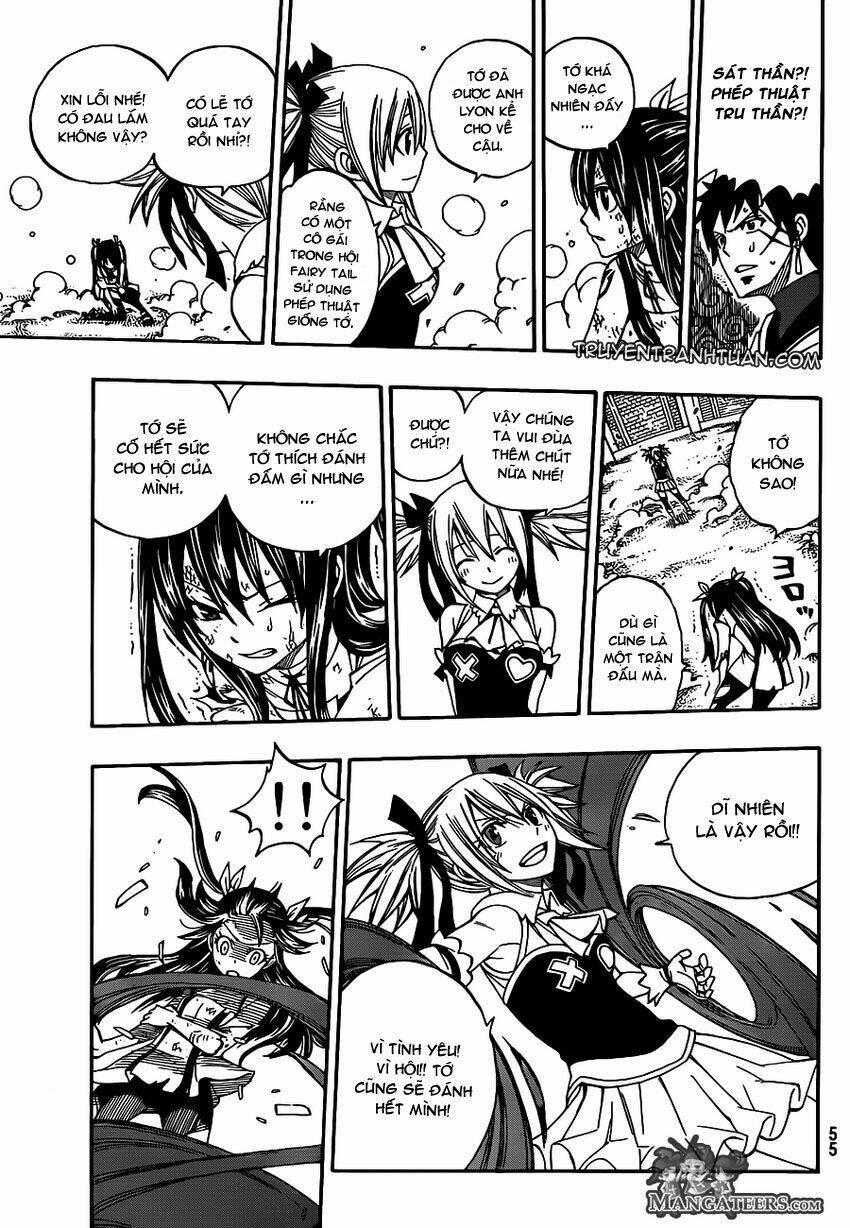 SÁT THẦN?!
PHÉP THUẬT
TRU THẦN?!
TỚ KHÁ
NGẠC
NHIÊN ĐẤY
...
TỚ ĐÃ
ĐƯỢC ANH
LYON KỂ
CHO VỀ
CẬU.
RẰNG
CÓ MỘT
CÔ GÁI
TRONG HỘI
FAIRY TAIL
SỬ DỤNG
PHÉP THUẬT
GIỐNG TỚ.
CÓ LẼ TỚ
QUÁ TAY
RỒI NHỈ?!
XIN LỖI NHÉ!
CÓ ĐAU LẮM
KHÔNG VẬY?
TRUYENTRANHTUAN.COM
TỚ
KHÔNG
SAO!
ヨロッ
DÙ GÌ
CŨNG LÀ
MỘT TRẬN
ĐẤU MÀ.
VẬY CHÚNG
TA VUI ĐÙA
THÊM CHÚT
NỮA NHÉ!
ĐƯỢC
CHỨ?!
KHÔNG CHẮC
TỚ THÍCH ĐÁNH
ĐẤM GÌ NHƯNG
...
TỚ SẼ
CỐ HẾT SỨC
CHO HỘI CỦA
MÌNH.
DĨ NHIÊN
LÀ VẬY RỒI!!
VÌ TÌNH YÊU!
VÌ HỘI!! TỚ
CŨNG SẼ ĐÁNH
HẾT MÌNH!
!!
55
MANGATEERS.COM